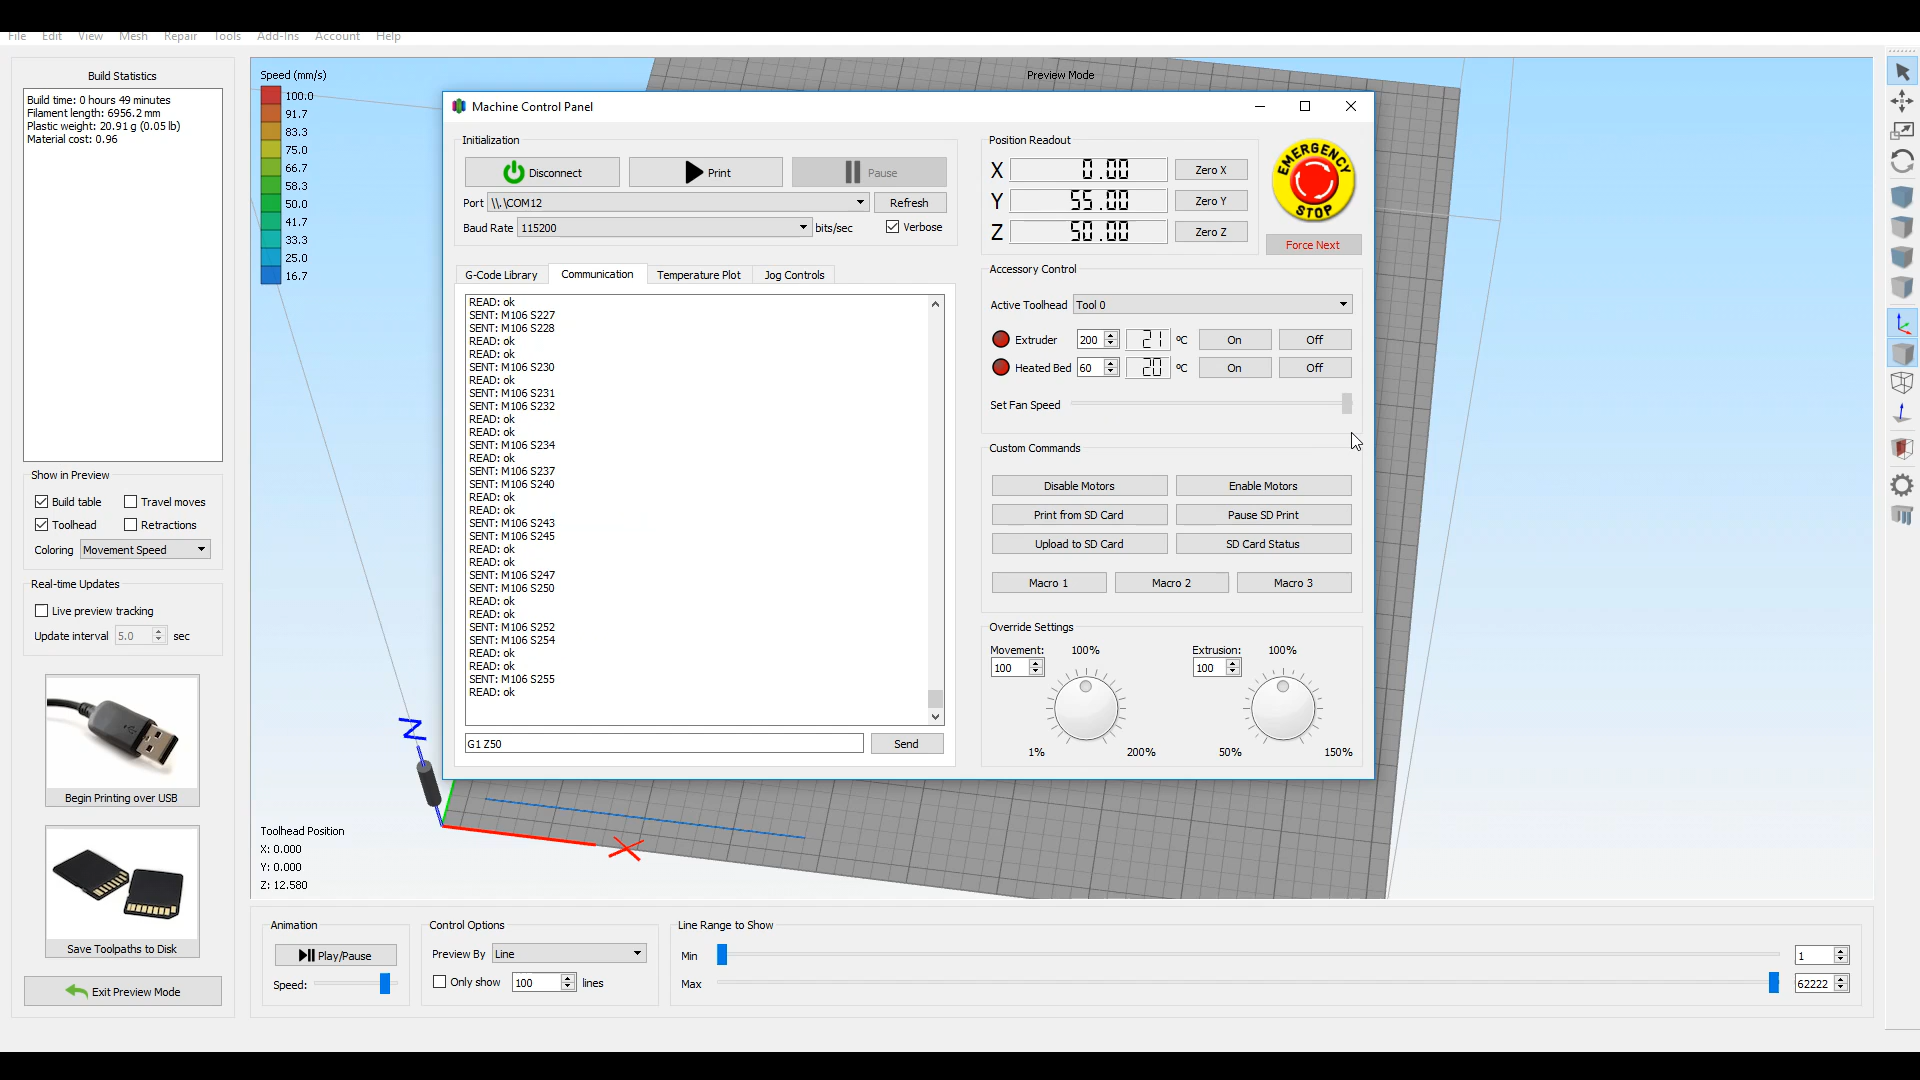 File Edit View Mesh Repair Tools Add-Ins Account Help
Build Statistics
Build time: 0 hours 49 minutes
Filament length: 6956.2 mm
Plastic weight: 20.91 g (0.05 lb)
Material cost: 0.96
Show in Preview
Build table Travel moves
Toolhead Retractions
Coloring Movement Speed
Real-time Updates
Live preview tracking
Update interval 5.0 sec
Begin Printing over USB
Save Toolpaths to Disk
Exit Preview Mode
Speed (mm/s)
100.0
91.7
83.3
75.0
66.7
58.3
50.0
41.7
33.3
25.0
16.7
Preview Mode
Machine Control Panel
Initialization
Disconnect Print Pause
Port \\.\COM12 Refresh
Baud Rate 115200 bits/sec Verbose
G-Code Library Communication Temperature Plot Jog Controls
READ: ok
SENT: M106 S227
SENT: M106 S228
READ: ok
READ: ok
SENT: M106 S230
READ: ok
SENT: M106 S231
SENT: M106 S232
READ: ok
READ: ok
SENT: M106 S234
READ: ok
SENT: M106 S237
SENT: M106 S240
READ: ok
READ: ok
SENT: M106 S243
SENT: M106 S245
READ: ok
READ: ok
SENT: M106 S247
SENT: M106 S250
READ: ok
READ: ok
SENT: M106 S252
SENT: M106 S254
READ: ok
READ: ok
SENT: M106 S255
READ: ok
G1 Z50 Send
Position Readout
X 0.00 Zero X
Y 55.00 Zero Y
Z 50.00 Zero Z
EMERGENCY
STOP
Force Next
Accessory Control
Active Toolhead Tool 0
Extruder 200 21 °C On Off
Heated Bed 60 20 °C On Off
Set Fan Speed
Custom Commands
Disable Motors Enable Motors
Print from SD Card Pause SD Print
Upload to SD Card SD Card Status
Macro 1 Macro 2 Macro 3
Override Settings
Movement: 100% Extrusion: 100%
100 100
1% 200% 50% 150%
Z
X
Toolhead Position
X: 0.000
Y: 0.000
Z: 12.580
Animation
Play/Pause
Speed:
Control Options
Preview By Line
Only show 100 lines
Line Range to Show
Min 1
Max 62222